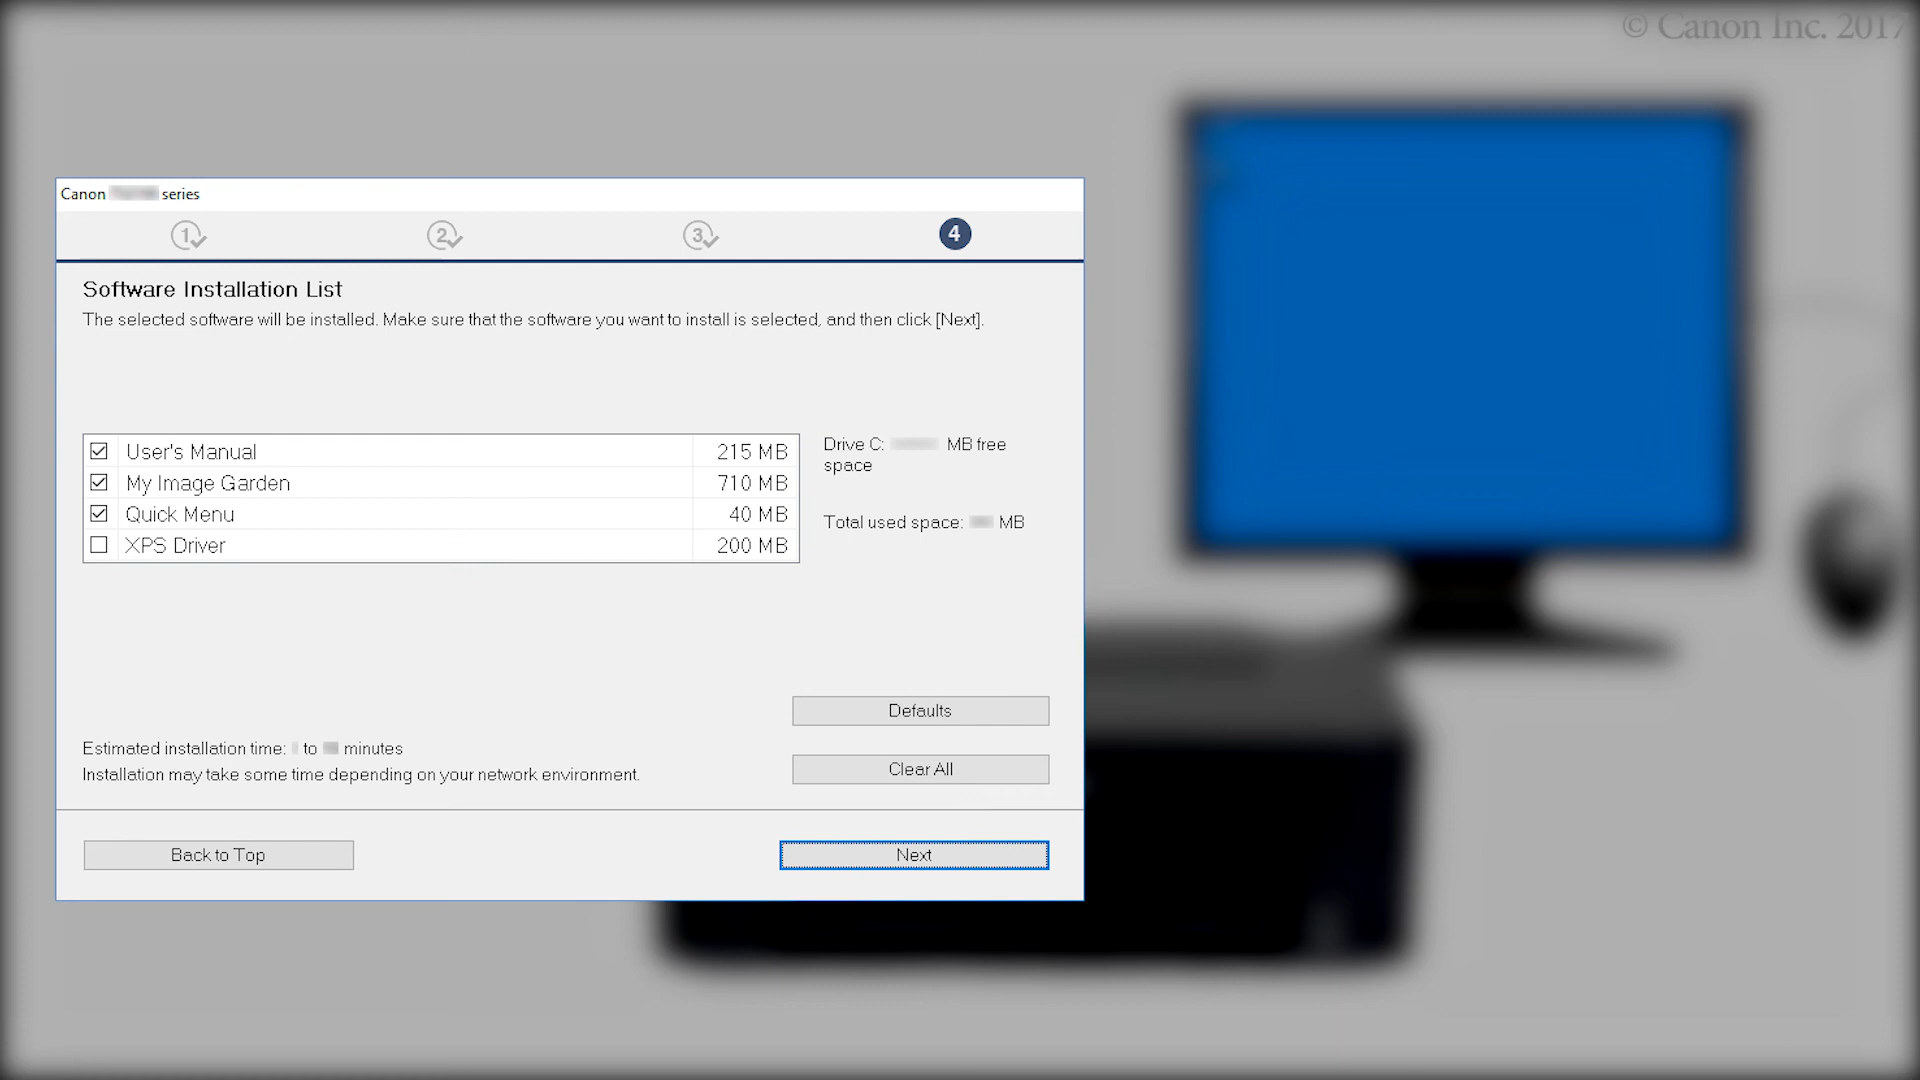 © Canon Inc. 2017
Canon series
1 2 3 4
Software Installation List
The selected software will be installed. Make sure that the software you want to install is selected, and then click [Next].
User's Manual 215 MB
My Image Garden 710 MB
Quick Menu 40 MB
XPS Driver 200 MB
Drive C: MB free
space
Total used space: MB
Defaults
Estimated installation time: to minutes
Installation may take some time depending on your network environment.
Clear All
Back to Top
Next